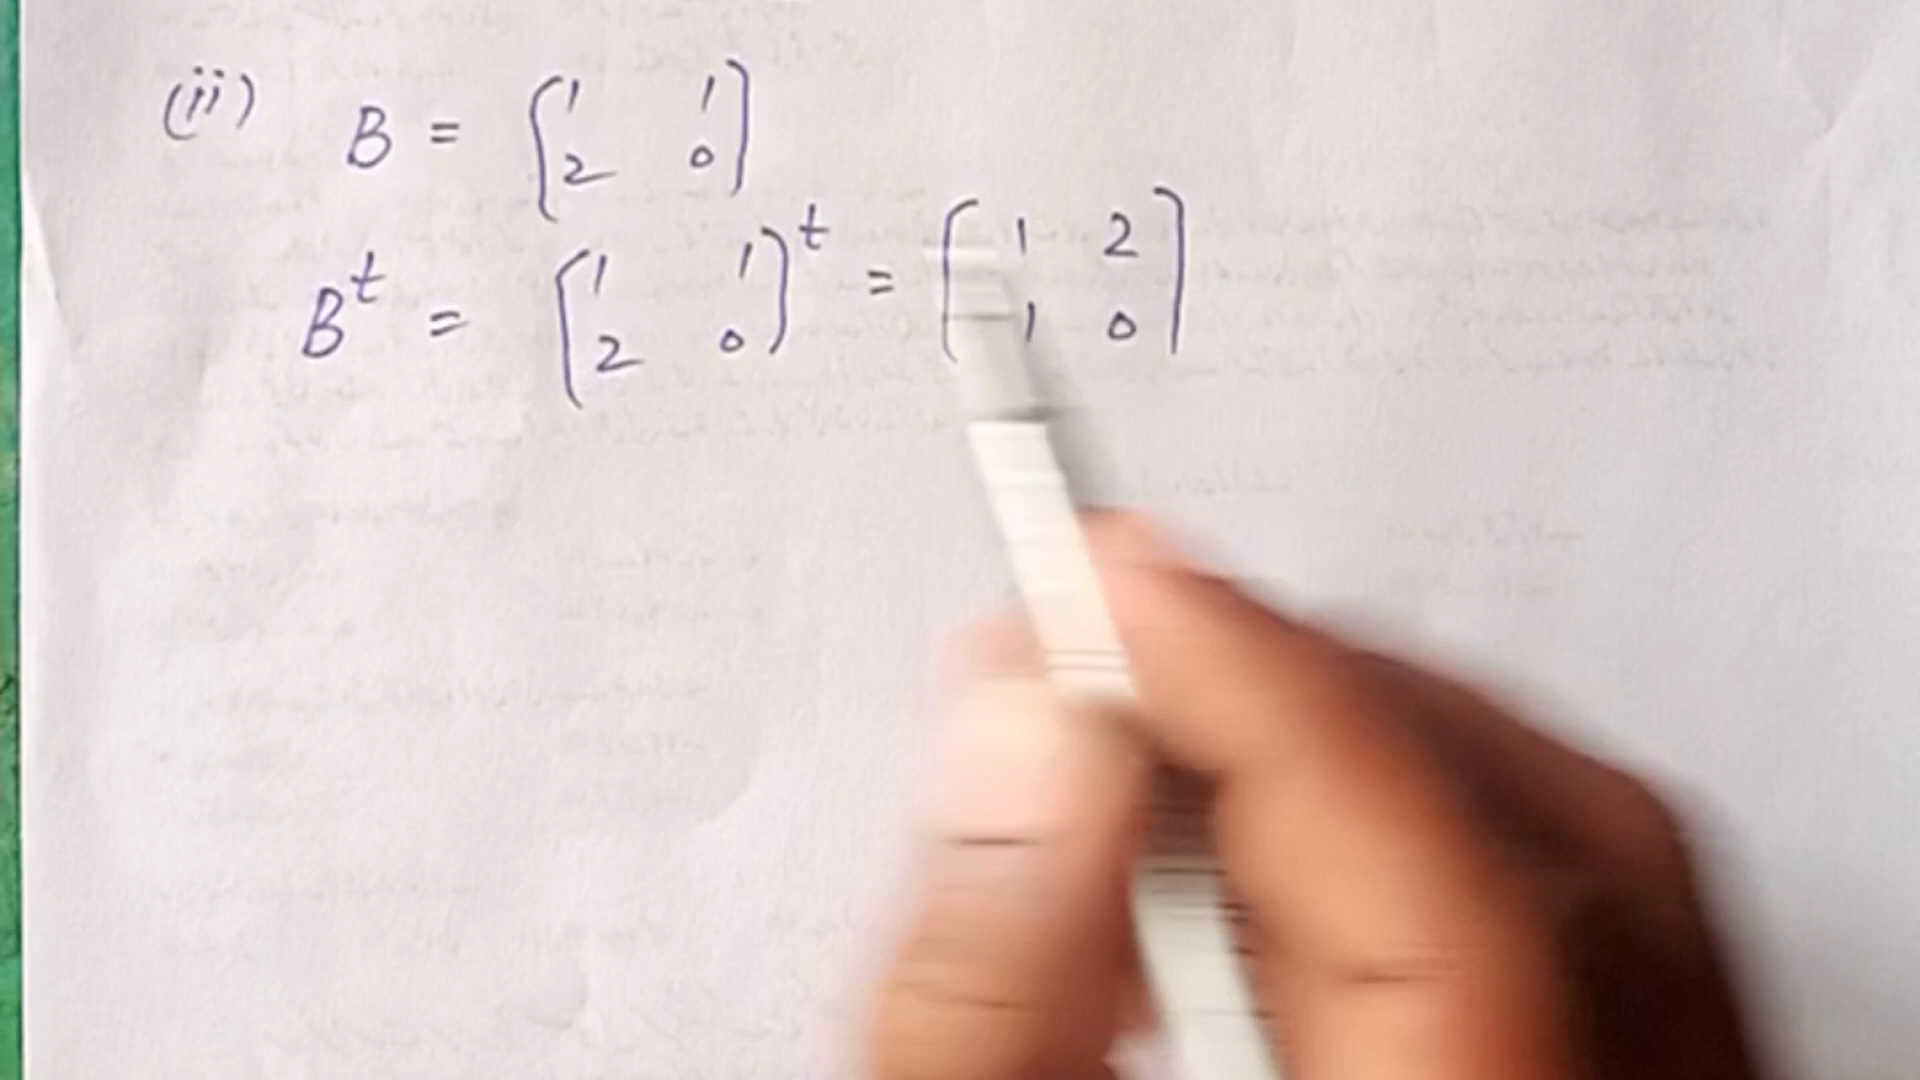 (ii) B = [1 1
2 0]
B^t = [1 1
2 0]^t = [1 2
1 0]